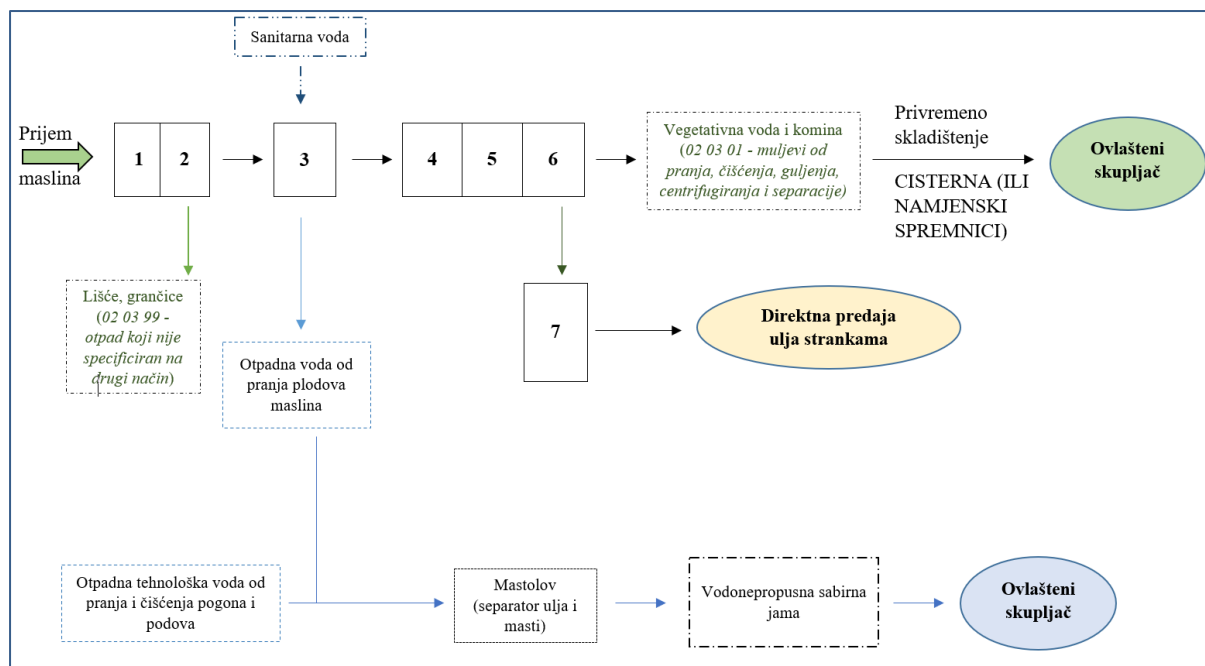 Sanitarna voda
Prijem
maslina
1
2
3
4
5
6
Vegetativna voda i komina
(02 03 01 - muljevi od
pranja, čišćenja, guljenja,
centrifugiranja i separacije)
Privremeno
skladištenje
CISTERNA (ILI
NAMJENSKI
SPREMNICI)
Ovlašteni
skupljač
Lišće, grančice
(02 03 99 -
otpad koji nije
specificiran na
drugi način)
Otpadna voda od
pranja plodova
maslina
7
Direktna predaja
ulja strankama
Otpadna tehnološka voda od
pranja i čišćenja pogona i
podova
Mastolov
(separator ulja i
masti)
Vodonepropusna sabirna
jama
Ovlašteni
skupljač